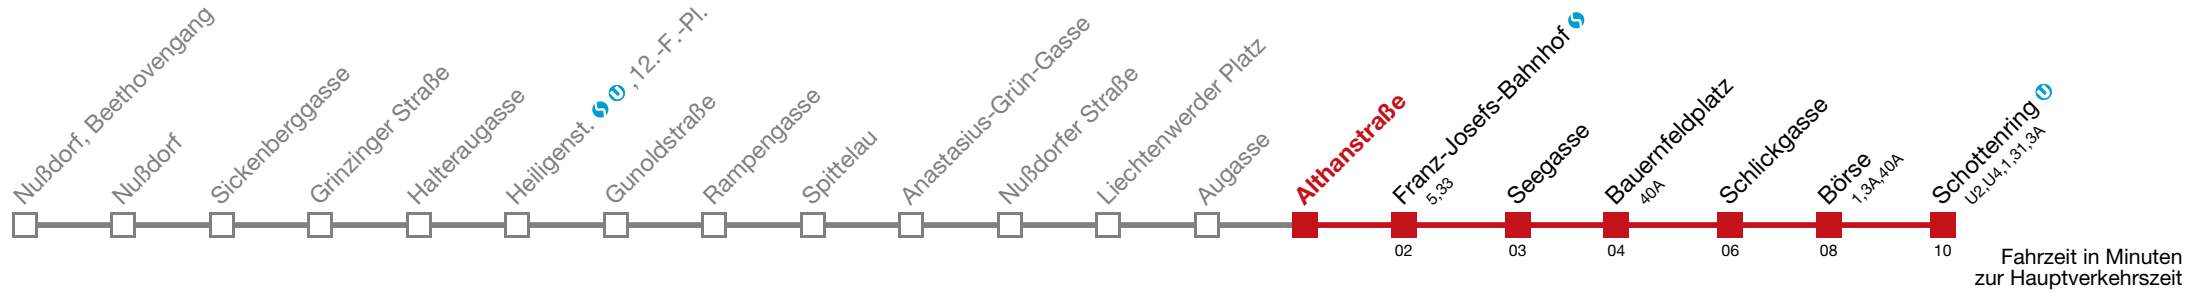 Nußdorf, Beethovengang
Nußdorf
Sickenberggasse
Grinzinger Straße
Halteraugasse
Heiligenst. S U , 12.-F.-Pl.
Gunoldstraße
Rampengasse
Spittelau
Anastasius-Grün-Gasse
Nußdorfer Straße
Liechtenwerder Platz
Augasse
Althanstraße
Franz-Josefs-Bahnhof S
5,33
Seegasse
Bauernfeldplatz
40A
Schlickgasse
Börse
1,3A,40A
Schottenring U
U2,U4,1,31,3A
02
03
04
06
08
10
Fahrzeit in Minuten
zur Hauptverkehrszeit